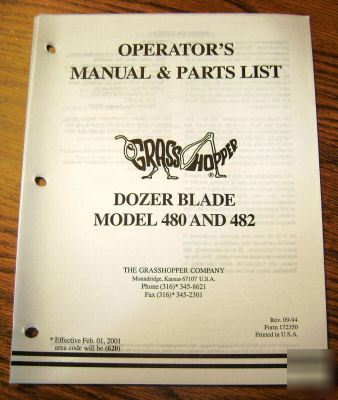 OPERATOR'S
MANUAL & PARTS LIST
GRASSHOPPER
®
DOZER BLADE
MODEL 480 AND 482
THE GRASSHOPPER COMPANY
Moundridge, Kansas 67107 U.S.A.
Phone (316)* 345-8621
Fax (316)* 345-2301
Rev. 09-94
Form 172350
Printed in U.S.A.
* Effective Feb. 01, 2001
area code will be (620)